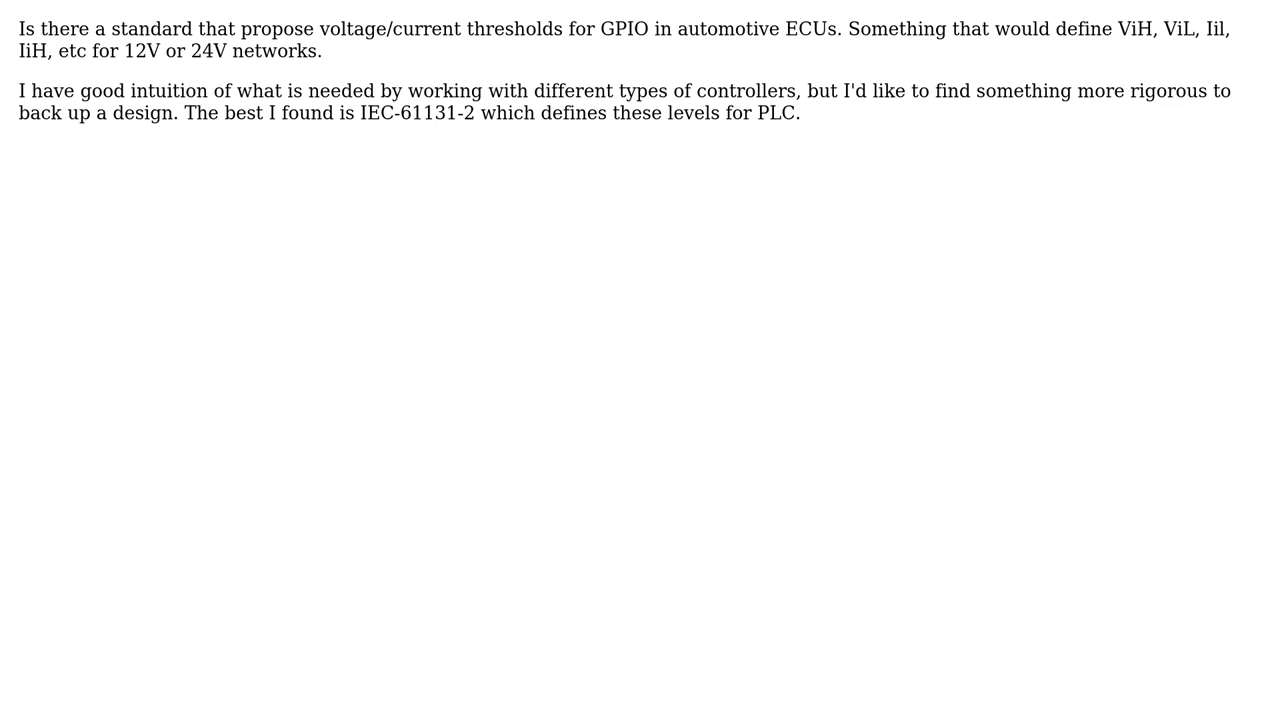 Is there a standard that propose voltage/current thresholds for GPIO in automotive ECUs. Something that would define ViH, ViL, Iil,
IiH, etc for 12V or 24V networks.
I have good intuition of what is needed by working with different types of controllers, but I'd like to find something more rigorous to
back up a design. The best I found is IEC-61131-2 which defines these levels for PLC.